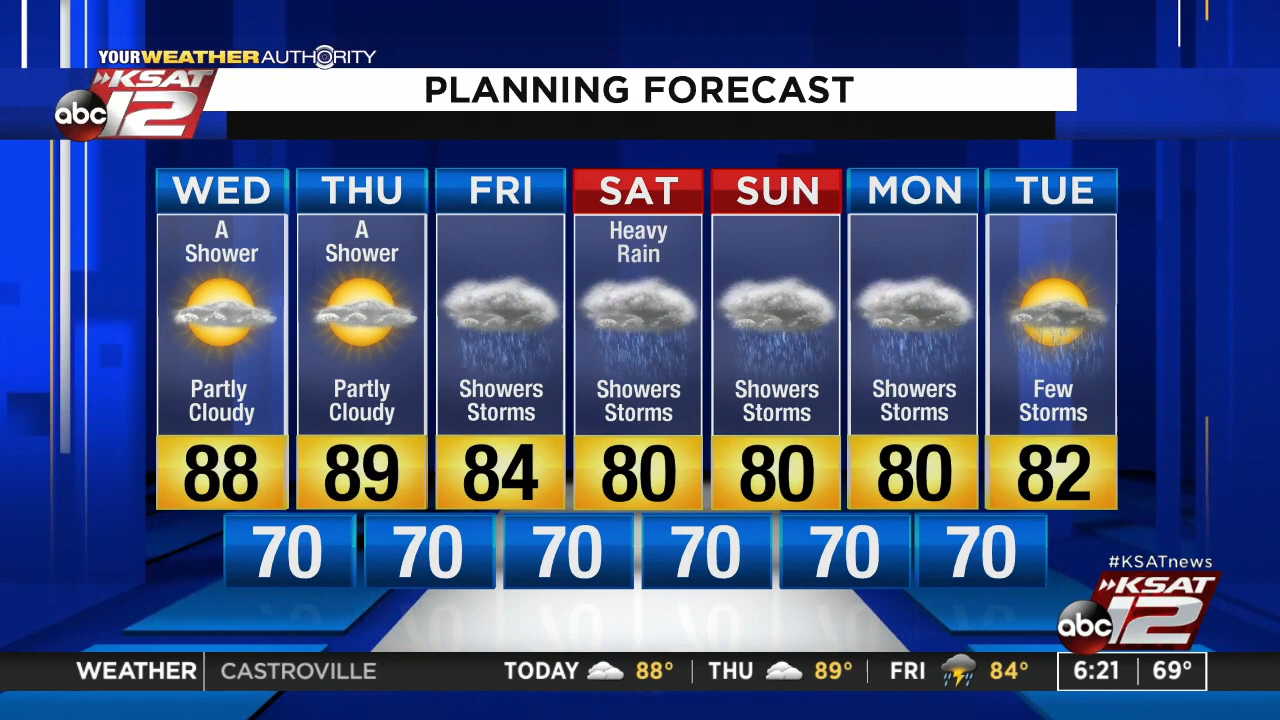 YOUR WEATHER AUTHORITY
KSAT
abc 12
PLANNING FORECAST
WED THU FRI SAT SUN MON TUE
A Shower
A Shower
Heavy Rain
Partly Cloudy
Partly Cloudy
Showers Storms
Showers Storms
Showers Storms
Showers Storms
Few Storms
88 89 84 80 80 80 82
70 70 70 70 70 70
#KSATnews
KSAT
abc 12
WEATHER CASTROVILLE TODAY 88° THU 89° FRI 84° 6:21 69°